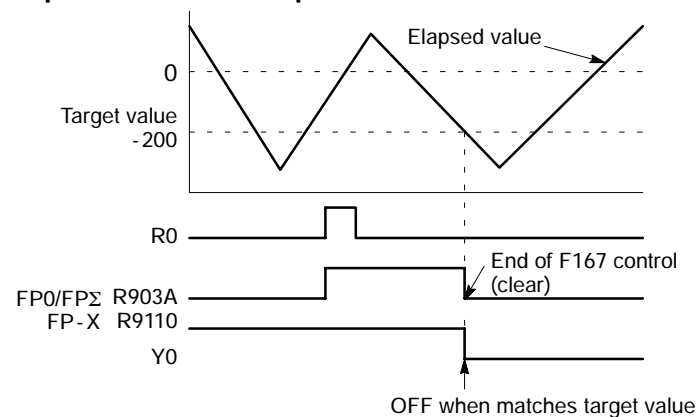 Elapsed value
0
Target value
-200
R0
End of F167 control
(clear)
FP0/FPΣ R903A
FP-X R9110
Y0
OFF when matches target value